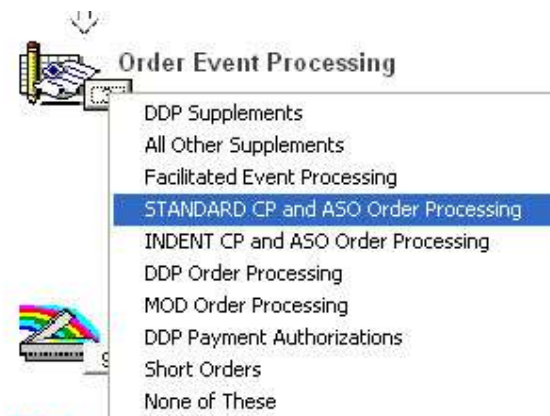 Order Event Processing
DDP Supplements
All Other Supplements
Facilitated Event Processing
STANDARD CP and ASO Order Processing
INDENT CP and ASO Order Processing
DDP Order Processing
MOD Order Processing
DDP Payment Authorizations
Short Orders
None of These